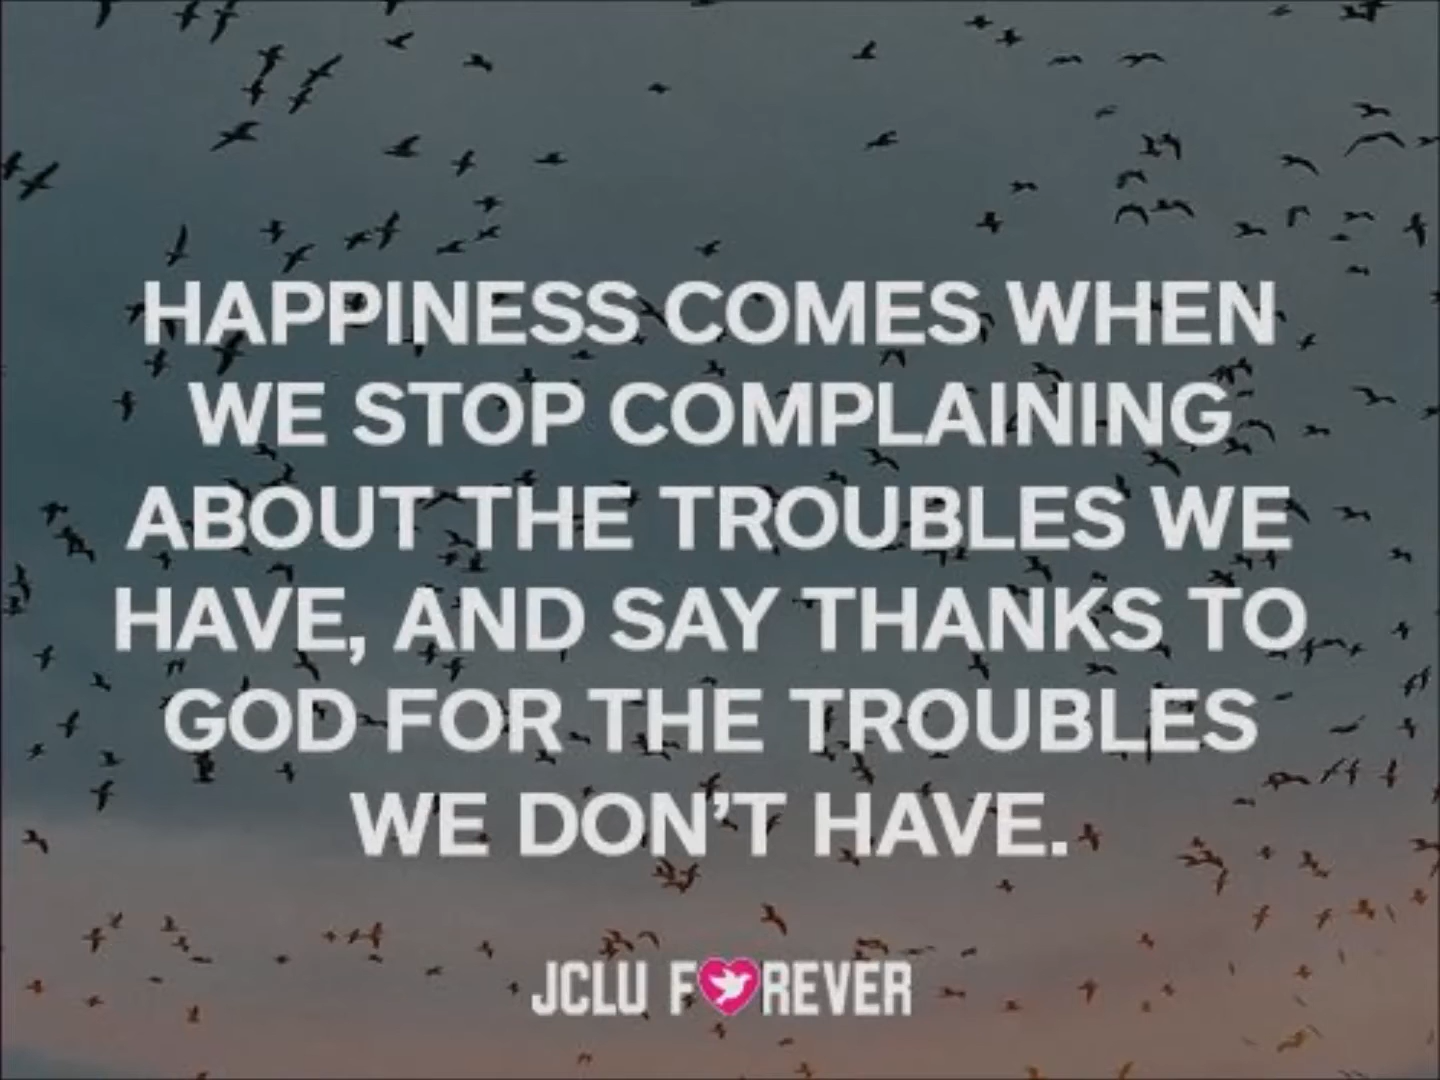 HAPPINESS COMES WHEN
WE STOP COMPLAINING
ABOUT THE TROUBLES WE
HAVE, AND SAY THANKS TO
GOD FOR THE TROUBLES
WE DON'T HAVE.
JCLU FOREVER